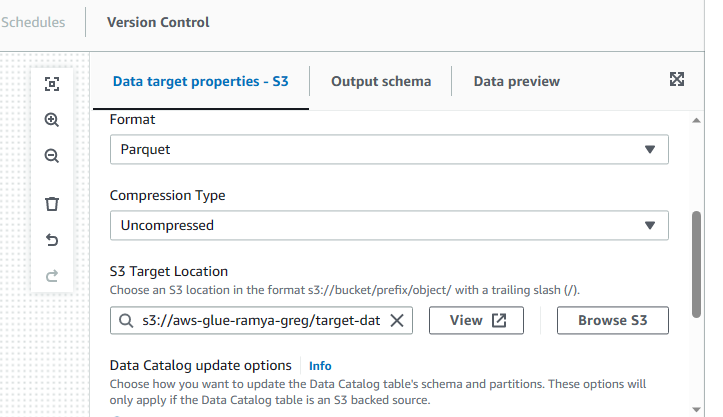 Schedules
Version Control
Data target properties - S3
Output schema
Data preview
Format
Parquet
Compression Type
Uncompressed
S3 Target Location
Choose an S3 location in the format s3://bucket/prefix/object/ with a trailing slash (/).
s3://aws-glue-ramya-greg/target-dat
View
Browse S3
Data Catalog update options
Info
Choose how you want to update the Data Catalog table's schema and partitions. These options will
only apply if the Data Catalog table is an S3 backed source.